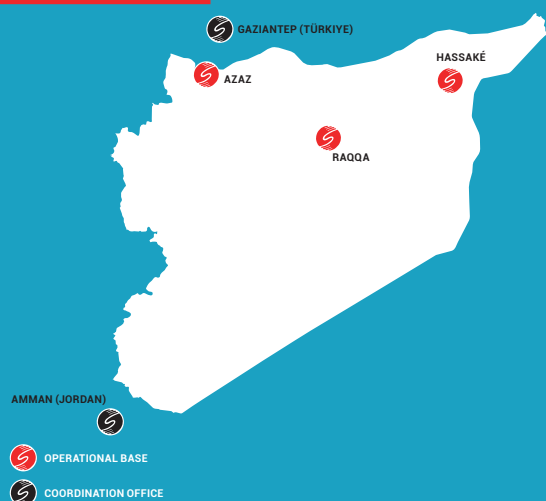 GAZIANTEP (TÜRKIYE)
HASSAKÉ
AZAZ
RAQQA
AMMAN (JORDAN)
OPERATIONAL BASE
COORDINATION OFFICE